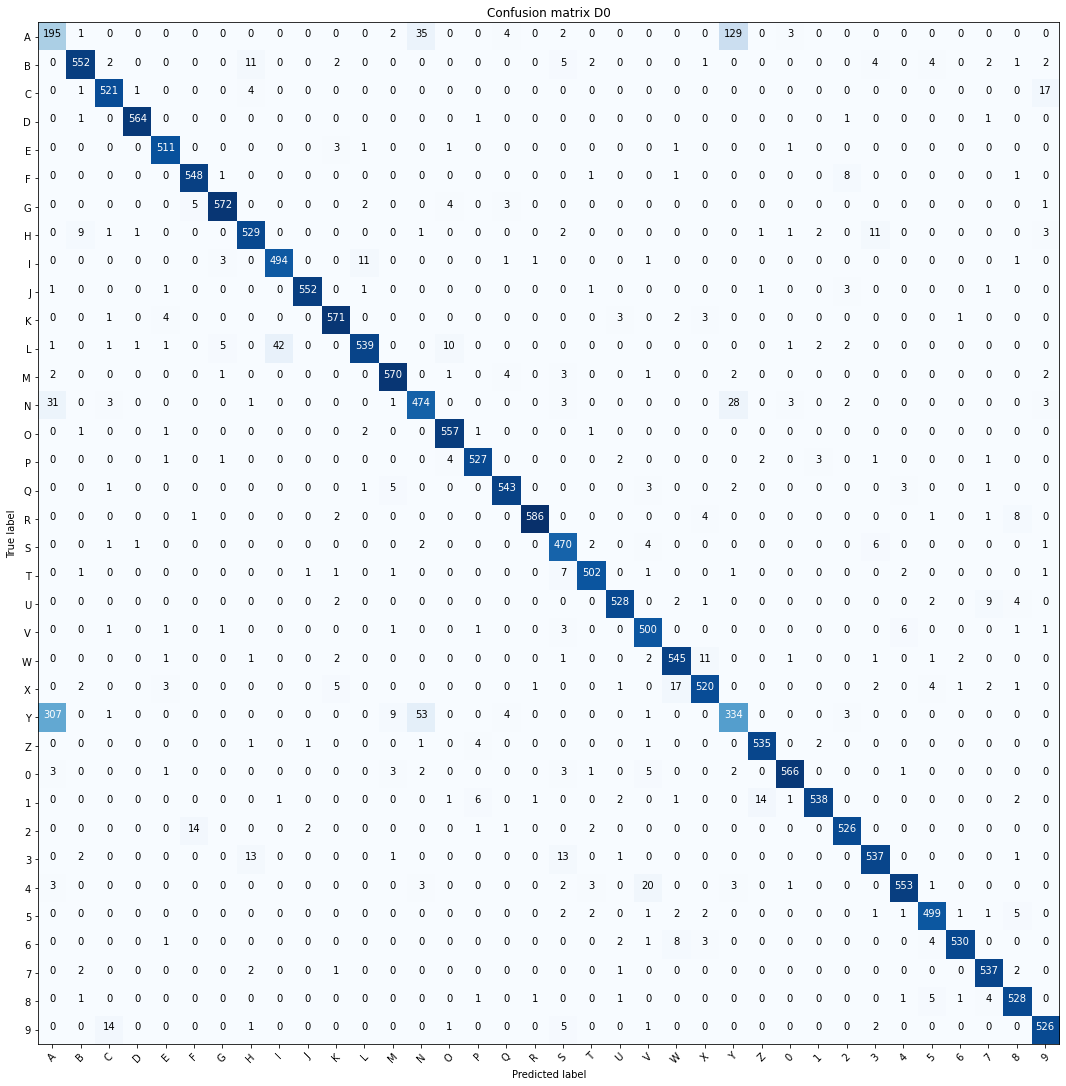 Confusion matrix D0
A 195 1 0 0 0 0 0 0 0 0 0 0 2 35 0 0 4 0 2 0 0 0 0 0 129 0 3 0 0 0 0 0 0 0 0 0
B 0 552 2 0 0 0 0 11 0 0 2 0 0 0 0 0 0 0 5 2 0 0 0 1 0 0 0 0 0 4 0 4 0 2 1 2
C 0 1 521 1 0 0 0 4 0 0 0 0 0 0 0 0 0 0 0 0 0 0 0 0 0 0 0 0 0 0 0 0 0 0 0 17
D 0 1 0 564 0 0 0 0 0 0 0 0 0 0 0 1 0 0 0 0 0 0 0 0 0 0 0 0 1 0 0 0 0 1 0 0
E 0 0 0 0 511 0 0 0 0 0 3 1 0 0 1 0 0 0 0 0 0 0 1 0 0 0 1 0 0 0 0 0 0 0 0 0
F 0 0 0 0 0 548 1 0 0 0 0 0 0 0 0 0 0 0 0 1 0 0 1 0 0 0 0 0 8 0 0 0 0 0 1 0
G 0 0 0 0 0 5 572 0 0 0 0 2 0 0 4 0 3 0 0 0 0 0 0 0 0 0 0 0 0 0 0 0 0 0 0 1
H 0 9 1 1 0 0 0 529 0 0 0 0 0 1 0 0 0 0 2 0 0 0 0 0 0 1 1 2 0 11 0 0 0 0 0 3
I 0 0 0 0 0 0 3 0 494 0 0 11 0 0 0 0 1 1 0 0 0 1 0 0 0 0 0 0 0 0 0 0 0 0 1 0
J 1 0 0 0 1 0 0 0 0 552 0 1 0 0 0 0 0 0 0 1 0 0 0 0 0 1 0 0 3 0 0 0 0 1 0 0
K 0 0 1 0 4 0 0 0 0 0 571 0 0 0 0 0 0 0 0 0 3 0 2 3 0 0 0 0 0 0 0 0 1 0 0 0
L 1 0 1 1 1 0 5 0 42 0 0 539 0 0 10 0 0 0 0 0 0 0 0 0 0 0 1 2 2 0 0 0 0 0 0 0
M 2 0 0 0 0 0 1 0 0 0 0 0 570 0 1 0 4 0 3 0 0 1 0 0 2 0 0 0 0 0 0 0 0 0 0 2
N 31 0 3 0 0 0 0 1 0 0 0 0 1 474 0 0 0 0 3 0 0 0 0 0 28 0 3 0 2 0 0 0 0 0 0 3
O 0 1 0 0 1 0 0 0 0 0 0 2 0 0 557 1 0 0 0 1 0 0 0 0 0 0 0 0 0 0 0 0 0 0 0 0
P 0 0 0 0 1 0 1 0 0 0 0 0 0 0 4 527 0 0 0 0 2 0 0 0 0 2 0 3 0 1 0 0 0 1 0 0
Q 0 0 1 0 0 0 0 0 0 0 0 1 5 0 0 0 543 0 0 0 0 3 0 0 2 0 0 0 0 0 3 0 0 1 0 0
R 0 0 0 0 0 1 0 0 0 0 2 0 0 0 0 0 0 586 0 0 0 0 0 4 0 0 0 0 0 0 0 1 0 1 8 0
S 0 0 1 1 0 0 0 0 0 0 0 0 0 2 0 0 0 0 470 2 0 4 0 0 0 0 0 0 0 6 0 0 0 0 0 1
T 0 1 0 0 0 0 0 0 0 1 1 0 1 0 0 0 0 0 7 502 0 1 0 0 1 0 0 0 0 0 2 0 0 0 0 1
U 0 0 0 0 0 0 0 0 0 0 2 0 0 0 0 0 0 0 0 0 528 0 2 1 0 0 0 0 0 0 0 2 0 9 4 0
V 0 0 1 0 1 0 1 0 0 0 0 0 1 0 0 1 0 0 3 0 0 500 0 0 0 0 0 0 0 0 6 0 0 0 1 1
W 0 0 0 0 1 0 0 0 0 0 2 0 0 0 0 0 0 0 1 0 0 2 545 11 0 0 1 0 0 1 0 1 2 0 0 0
X 0 2 0 0 3 0 0 0 0 0 5 0 0 0 0 0 0 1 0 0 1 0 17 520 0 0 0 0 0 2 0 4 1 2 1 0
Y 307 0 1 0 0 0 0 0 0 0 0 0 9 53 0 0 4 0 0 0 0 1 0 0 334 0 0 0 3 0 0 0 0 0 0 0
Z 0 0 0 0 0 0 0 1 0 1 0 0 0 1 0 4 0 0 0 0 0 1 0 0 0 535 0 2 0 0 0 0 0 0 0 0
0 3 0 0 0 1 0 0 0 0 0 0 0 3 2 0 0 0 0 3 1 0 5 0 0 2 0 566 0 0 0 1 0 0 0 0 0
1 0 0 0 0 0 0 0 0 1 0 0 0 0 0 1 6 0 1 0 0 2 0 1 0 0 14 1 538 0 0 0 0 0 0 2 0
2 0 0 0 0 0 14 0 0 0 2 0 0 0 0 0 1 1 0 0 2 0 0 0 0 0 0 0 0 526 0 0 0 0 0 0 0
3 0 2 0 0 0 0 0 13 0 0 0 0 1 0 0 0 0 0 13 0 1 0 0 0 0 0 0 0 0 537 0 0 0 0 1 0
4 3 0 0 0 0 0 0 0 0 0 0 0 0 3 0 0 0 0 2 3 0 20 0 0 3 0 1 0 0 0 553 1 0 0 0 0
5 0 0 0 0 0 0 0 0 0 0 0 0 0 0 0 0 0 0 2 2 0 1 2 2 0 0 0 0 0 1 1 499 1 1 5 0
6 0 0 0 0 1 0 0 0 0 0 0 0 0 0 0 0 0 0 0 0 2 1 8 3 0 0 0 0 0 0 0 4 530 0 0 0
7 0 2 0 0 0 0 0 2 0 0 1 0 0 0 0 0 0 0 0 0 1 0 0 0 0 0 0 0 0 0 0 0 0 537 2 0
8 0 1 0 0 0 0 0 0 0 0 0 0 0 0 0 1 0 1 0 0 1 0 0 0 0 0 0 0 0 0 1 5 1 4 528 0
9 0 0 14 0 0 0 0 1 0 0 0 0 0 0 1 0 0 0 5 0 0 1 0 0 0 0 0 0 0 2 0 0 0 0 0 526
A B C D E F G H I J K L M N O P Q R S T U V W X Y Z 0 1 2 3 4 5 6 7 8 9
True label
Predicted label